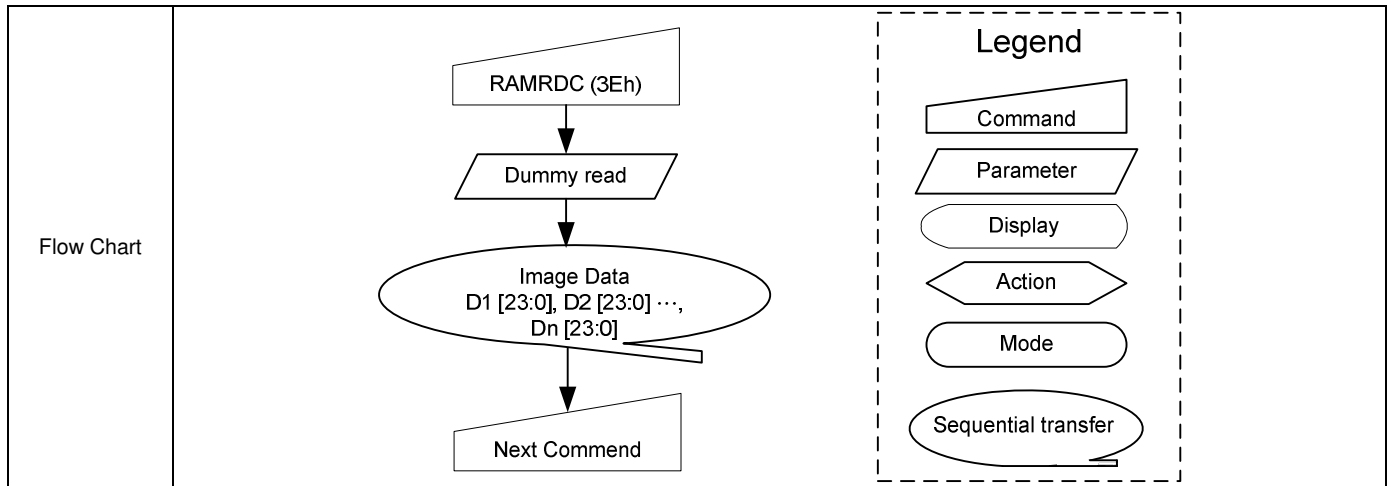 Flow Chart
RAMRDC (3Eh)
Dummy read
Image Data
D1 [23:0], D2 [23:0] ⋯,
Dn [23:0]
Next Commend
Legend
Command
Parameter
Display
Action
Mode
Sequential transfer